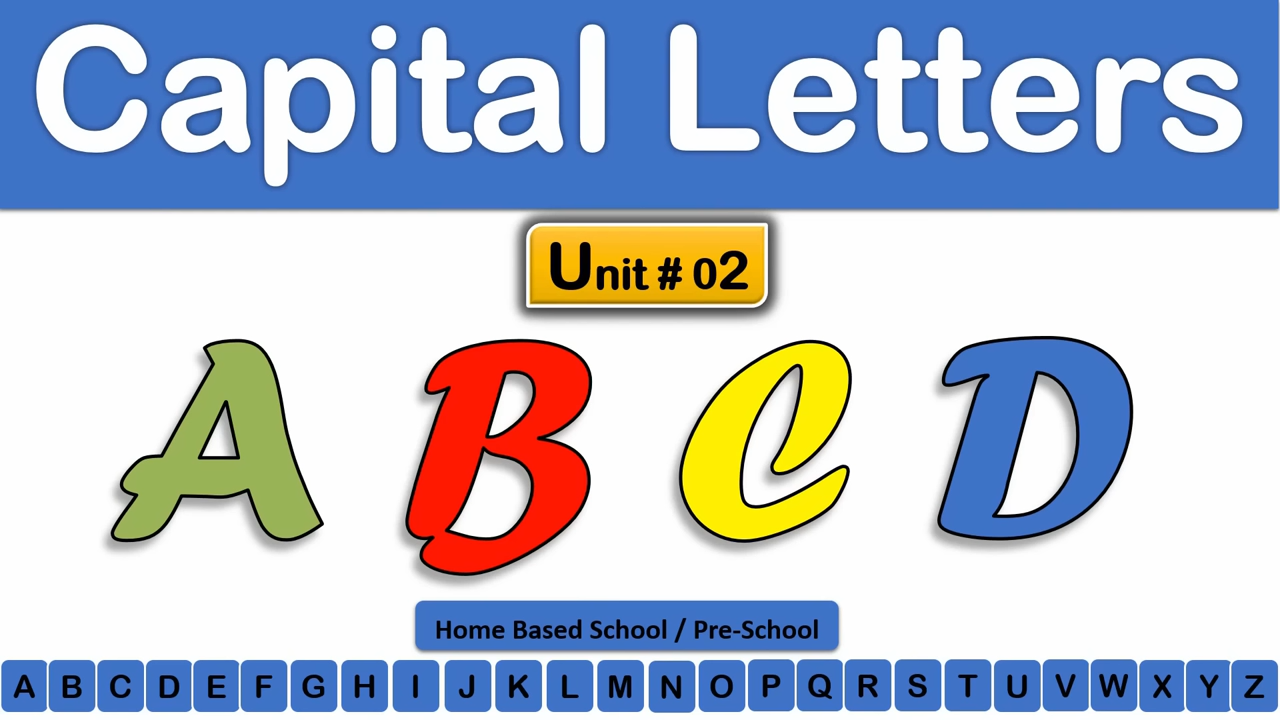 Capital Letters
Unit # 02
A B C D
Home Based School / Pre-School
A B C D E F G H I J K L M N O P Q R S T U V W X Y Z